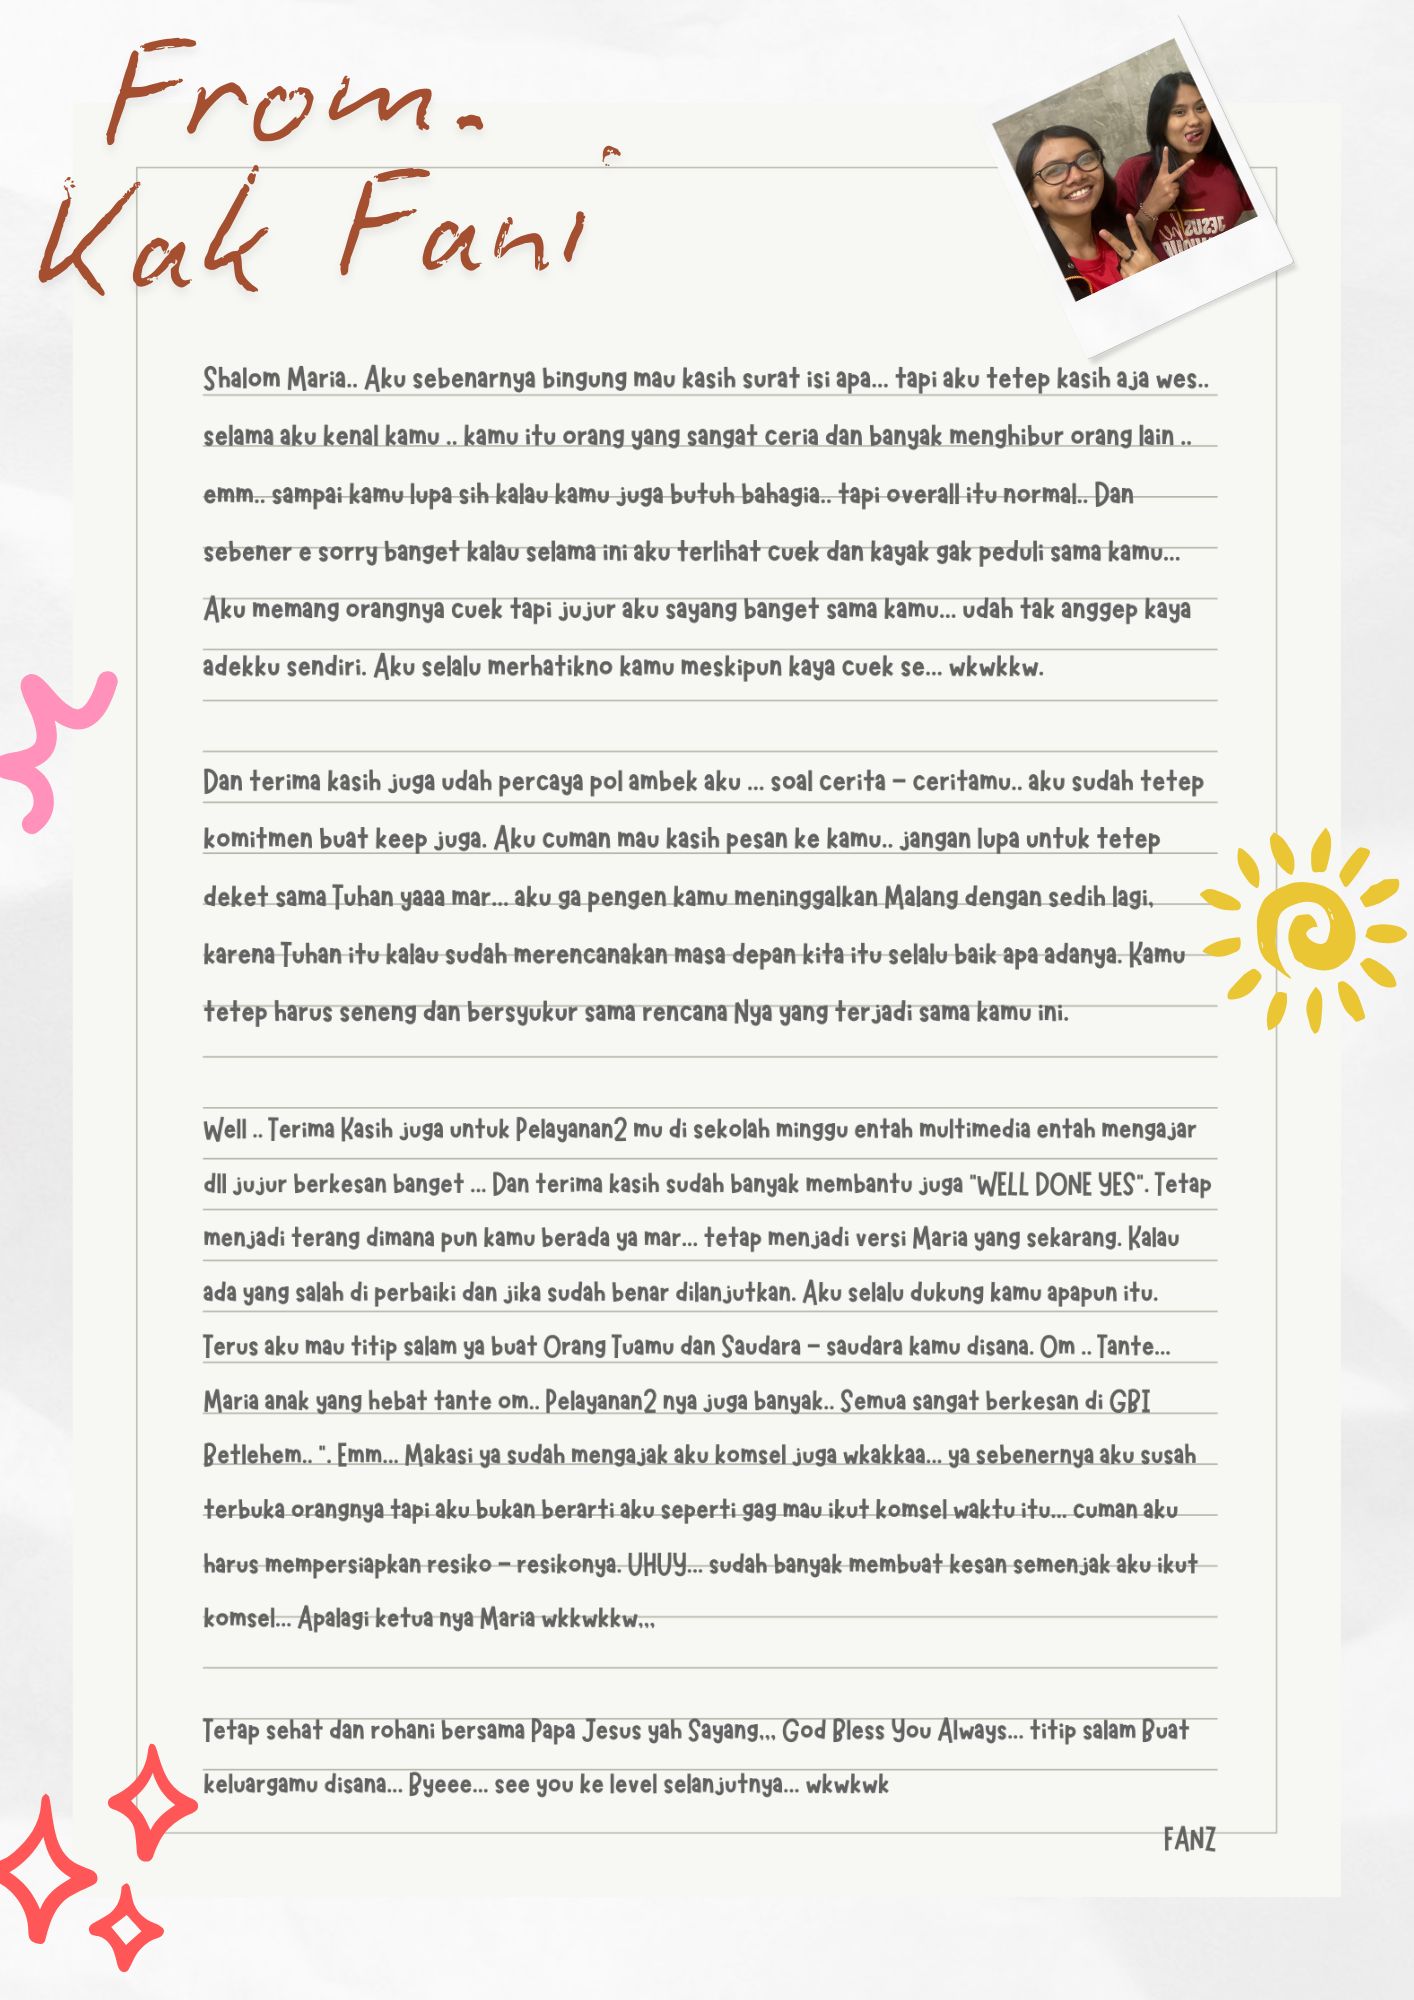 From.
Kak Fani
JESUS
Shalom Maria.. Aku sebenarnya bingung mau kasih surat isi apa... tapi aku tetep kasih aja wes..
selama aku kenal kamu .. kamu itu orang yang sangat ceria dan banyak menghibur orang lain ..
emm.. sampai kamu lupa sih kalau kamu juga butuh bahagia.. tapi overall itu normal.. Dan
sebener e sorry banget kalau selama ini aku terlihat cuek dan kayak gak peduli sama kamu...
Aku memang orangnya cuek tapi jujur aku sayang banget sama kamu... udah tak anggep kaya
adekku sendiri. Aku selalu merhatikno kamu meskipun kaya cuek se... wkwkkw.
Dan terima kasih juga udah percaya pol ambek aku ... soal cerita - ceritamu.. aku sudah tetep
komitmen buat keep juga. Aku cuman mau kasih pesan ke kamu.. jangan lupa untuk tetep
deket sama Tuhan yaaa mar... aku ga pengen kamu meninggalkan Malang dengan sedih lagi,
karena Tuhan itu kalau sudah merencanakan masa depan kita itu selalu baik apa adanya. Kamu
tetep harus seneng dan bersyukur sama rencana Nya yang terjadi sama kamu ini.
Well .. Terima Kasih juga untuk Pelayanan2 mu di sekolah minggu entah multimedia entah mengajar
dll jujur berkesan banget ... Dan terima kasih sudah banyak membantu juga "WELL DONE YES". Tetap
menjadi terang dimana pun kamu berada ya mar... tetap menjadi versi Maria yang sekarang. Kalau
ada yang salah di perbaiki dan jika sudah benar dilanjutkan. Aku selalu dukung kamu apapun itu.
Terus aku mau titip salam ya buat Orang Tuamu dan Saudara - saudara kamu disana. Om .. Tante...
Maria anak yang hebat tante om.. Pelayanan2 nya juga banyak.. Semua sangat berkesan di GBI
Betlehem.. ". Emm... Makasi ya sudah mengajak aku komsel juga wkakkaa... ya sebenernya aku susah
terbuka orangnya tapi aku bukan berarti aku seperti gag mau ikut komsel waktu itu... cuman aku
harus mempersiapkan resiko - resikonya. UHUY... sudah banyak membuat kesan semenjak aku ikut
komsel... Apalagi ketua nya Maria wkkwkkw,,,
Tetap sehat dan rohani bersama Papa Jesus yah Sayang,,, God Bless You Always... titip salam Buat
keluargamu disana... Byeee... see you ke level selanjutnya... wkwkwk
FANZ